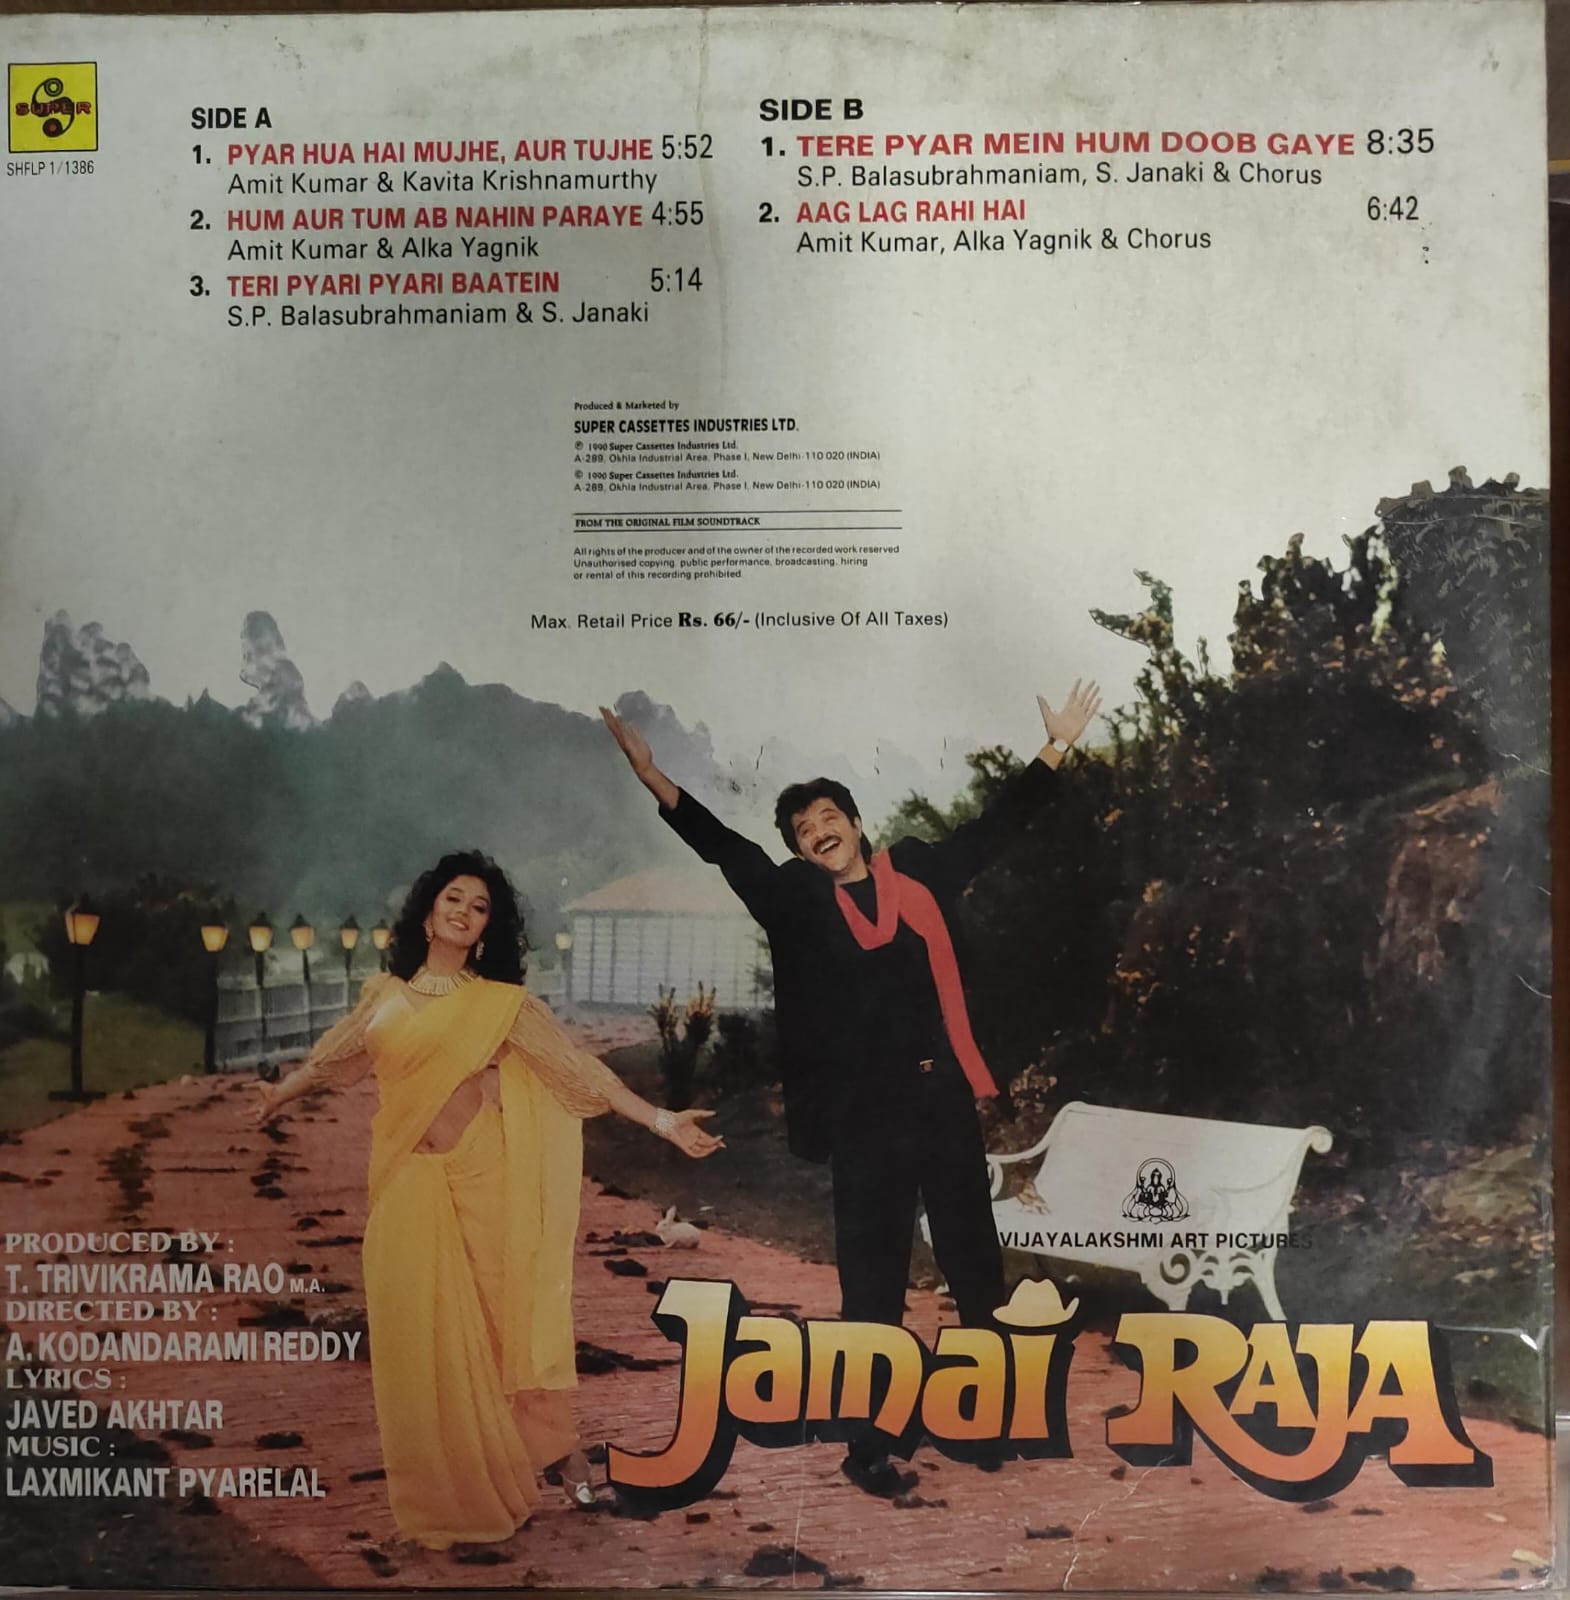 SUPER
SHFLP 1/1386
SIDE A
1. PYAR HUA HAI MUJHE, AUR TUJHE 5:52
Amit Kumar & Kavita Krishnamurthy
2. HUM AUR TUM AB NAHIN PARAYE 4:55
Amit Kumar & Alka Yagnik
3. TERI PYARI PYARI BAATEIN 5:14
S.P. Balasubrahmaniam & S. Janaki
SIDE B
1. TERE PYAR MEIN HUM DOOB GAYE 8:35
S.P. Balasubrahmaniam, S. Janaki & Chorus
2. AAG LAG RAHI HAI 6:42
Amit Kumar, Alka Yagnik & Chorus
Produced & Marketed by
SUPER CASSETTES INDUSTRIES LTD.
℗ 1990 Super Cassettes Industries Ltd.
A-289, Okhla Industrial Area, Phase I, New Delhi-110 020 (INDIA)
© 1990 Super Cassettes Industries Ltd.
A-289, Okhla Industrial Area, Phase I, New Delhi-110 020 (INDIA)
FROM THE ORIGINAL FILM SOUNDTRACK
All rights of the producer and of the owner of the recorded work reserved
Unauthorised copying, public performance, broadcasting, hiring
or rental of this recording prohibited.
Max. Retail Price Rs. 66/- (Inclusive Of All Taxes)
PRODUCED BY :
T. TRIVIKRAMA RAO M.A.
DIRECTED BY :
A. KODANDARAMI REDDY
LYRICS :
JAVED AKHTAR
MUSIC :
LAXMIKANT PYARELAL
VIJAYALAKSHMI ART PICTURES
Jamai RAJA